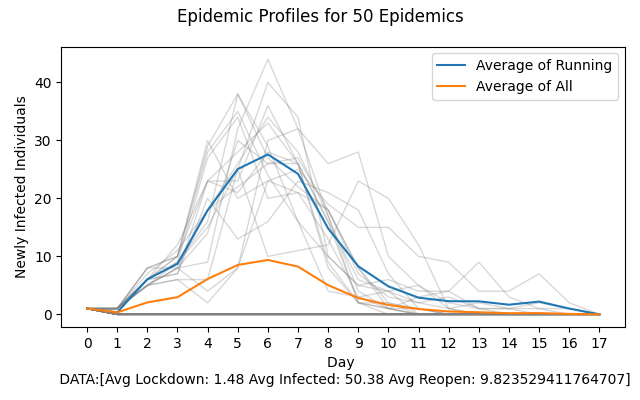 Epidemic Profiles for 50 Epidemics
Average of Running
Average of All
Newly Infected Individuals
40
30
20
10
0
0 1 2 3 4 5 6 7 8 9 10 11 12 13 14 15 16 17
Day
DATA:[Avg Lockdown: 1.48 Avg Infected: 50.38 Avg Reopen: 9.823529411764707]